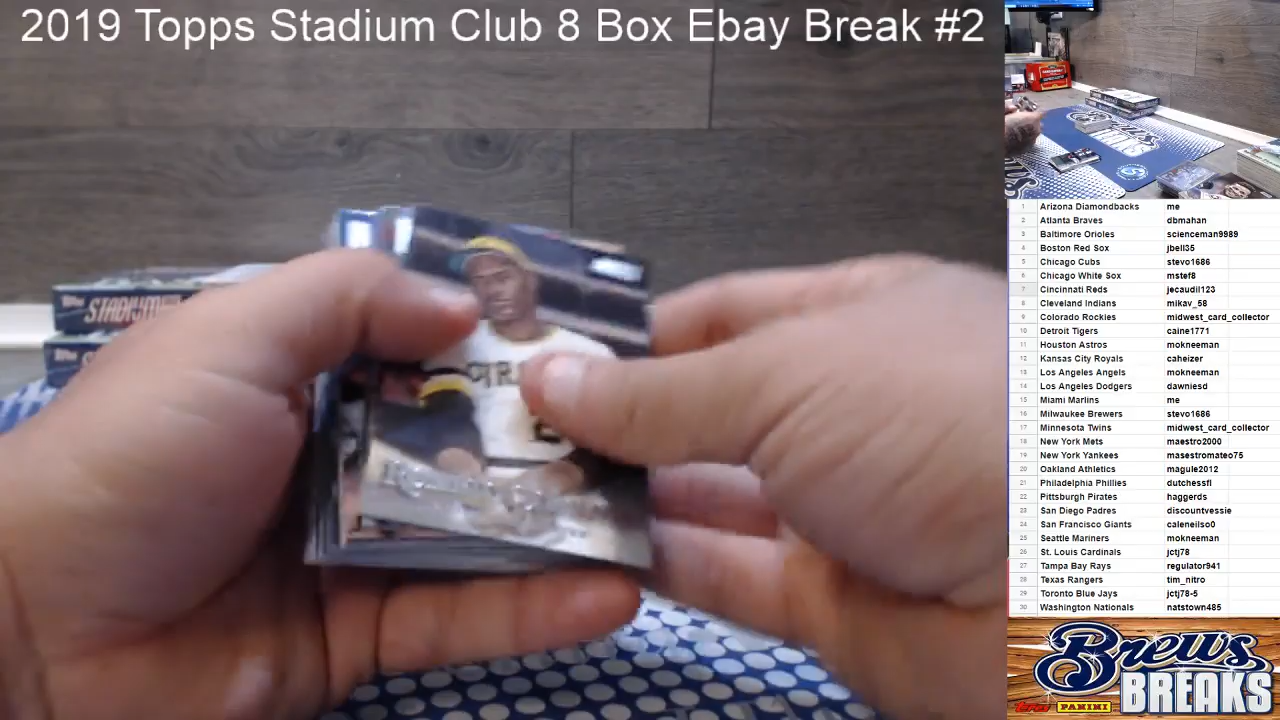 2019 Topps Stadium Club 8 Box Ebay Break #2
Topps
STADIUM
Topps
1 Arizona Diamondbacks me
2 Atlanta Braves dbmahan
3 Baltimore Orioles scienceman9989
4 Boston Red Sox jbell35
5 Chicago Cubs stevo1686
6 Chicago White Sox mstef8
7 Cincinnati Reds jecaudil123
8 Cleveland Indians mikav_58
9 Colorado Rockies midwest_card_collector
10 Detroit Tigers caine1771
11 Houston Astros mokneeman
12 Kansas City Royals caheizer
13 Los Angeles Angels mokneeman
14 Los Angeles Dodgers dawniesd
15 Miami Marlins me
16 Milwaukee Brewers stevo1686
17 Minnesota Twins midwest_card_collector
18 New York Mets maestro2000
19 New York Yankees masestromateo75
20 Oakland Athletics magule2012
21 Philadelphia Phillies dutchessfl
22 Pittsburgh Pirates haggerds
23 San Diego Padres discountvessie
24 San Francisco Giants caleneilso0
25 Seattle Mariners mokneeman
26 St. Louis Cardinals jctj78
27 Tampa Bay Rays regulator941
28 Texas Rangers tim_nitro
29 Toronto Blue Jays jctj78-5
30 Washington Nationals natstown485
Brews
BREAKS
topps PANINI